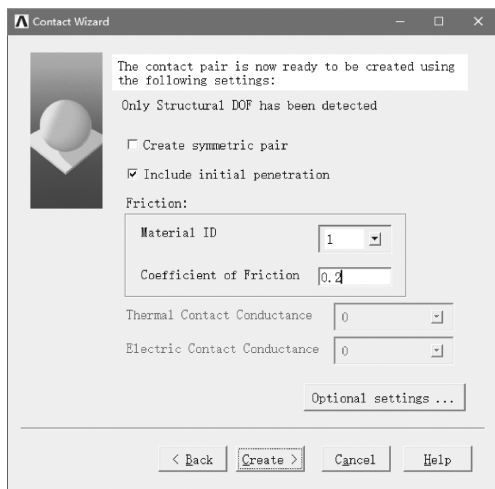 Contact Wizard
The contact pair is now ready to be created using
the following settings:
Only Structural DOF has been detected
Create symmetric pair
Include initial penetration
Friction:
Material ID 1
Coefficient of Friction 0.2
Thermal Contact Conductance 0
Electric Contact Conductance 0
Optional settings ...
< Back Create > Cancel Help